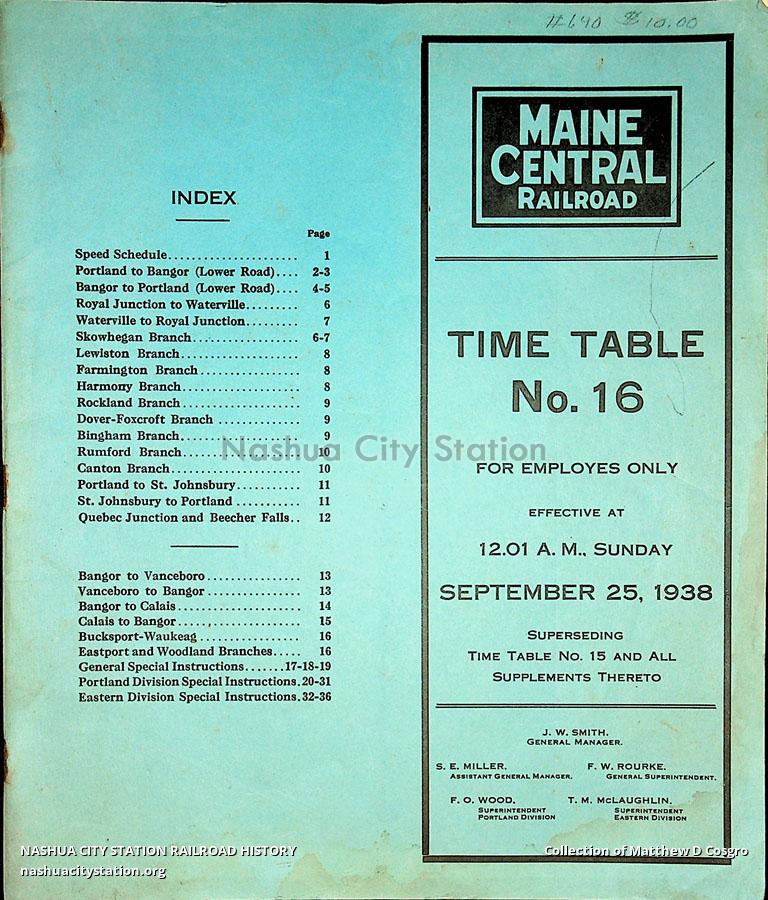 #640 $10.00
INDEX
Page
Speed Schedule...................... 1
Portland to Bangor (Lower Road).... 2-3
Bangor to Portland (Lower Road).... 4-5
Royal Junction to Waterville......... 6
Waterville to Royal Junction......... 7
Skowhegan Branch.................. 6-7
Lewiston Branch.................... 8
Farmington Branch................. 8
Harmony Branch.................... 8
Rockland Branch.................... 9
Dover-Foxcroft Branch .............. 9
Bingham Branch.................... 9
Rumford Branch.................... 10
Canton Branch...................... 10
Portland to St. Johnsbury........... 11
St. Johnsbury to Portland ........... 11
Quebec Junction and Beecher Falls.. 12
Bangor to Vanceboro................ 13
Vanceboro to Bangor................ 13
Bangor to Calais..................... 14
Calais to Bangor..................... 15
Bucksport-Waukeag ................. 16
Eastport and Woodland Branches..... 16
General Special Instructions.......17-18-19
Portland Division Special Instructions.20-31
Eastern Division Special Instructions.32-36
MAINE
CENTRAL
RAILROAD
TIME TABLE
No. 16
FOR EMPLOYES ONLY
EFFECTIVE AT
12.01 A. M., SUNDAY
SEPTEMBER 25, 1938
SUPERSEDING
TIME TABLE NO. 15 AND ALL
SUPPLEMENTS THERETO
J. W. SMITH.
GENERAL MANAGER.
S. E. MILLER.
ASSISTANT GENERAL MANAGER.
F. W. ROURKE.
GENERAL SUPERINTENDENT.
F. O. WOOD,
SUPERINTENDENT
PORTLAND DIVISION
T. M. McLAUGHLIN.
SUPERINTENDENT
EASTERN DIVISION
Nashua City Station
NASHUA CITY STATION RAILROAD HISTORY
nashuacitystation.org
Collection of Matthew D Cosgro